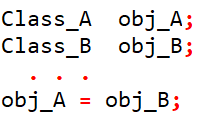 Class_A  obj_A;
Class_B  obj_B;
  . . .
obj_A = obj_B;